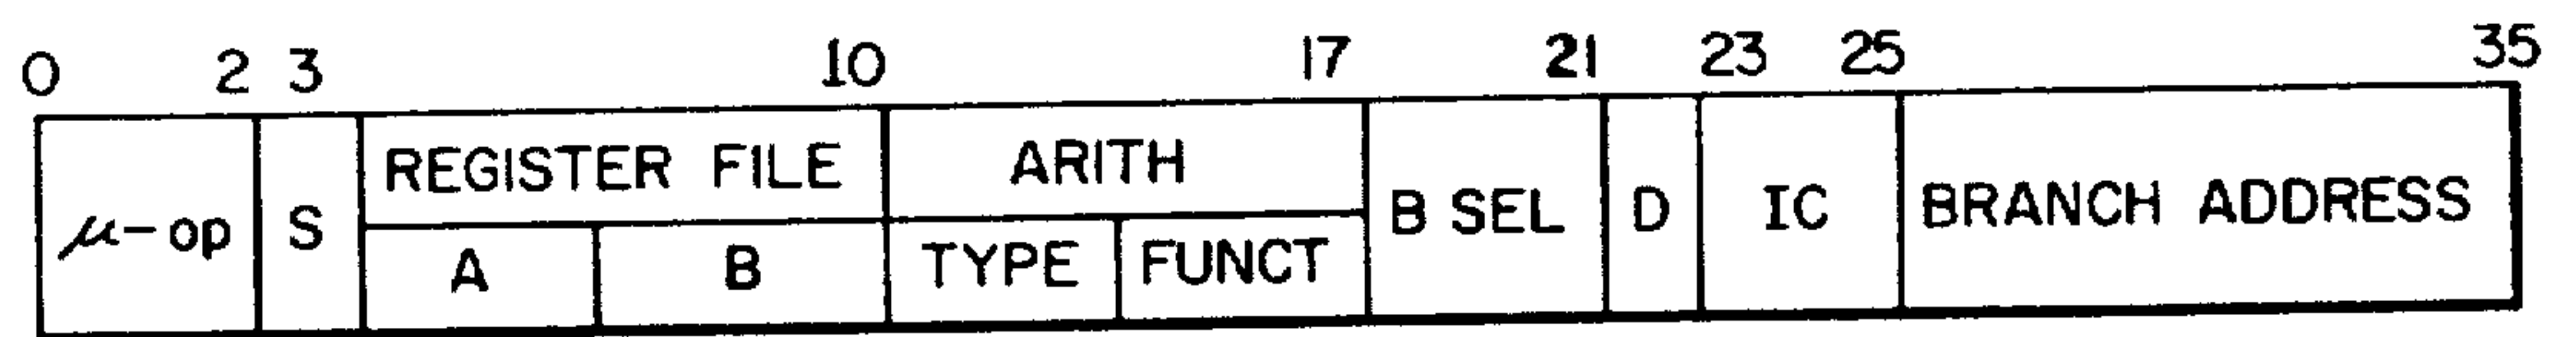 0 2 3 10 17 21 23 25 35
μ-op S REGISTER FILE ARITH B SEL D IC BRANCH ADDRESS
A B TYPE FUNCT